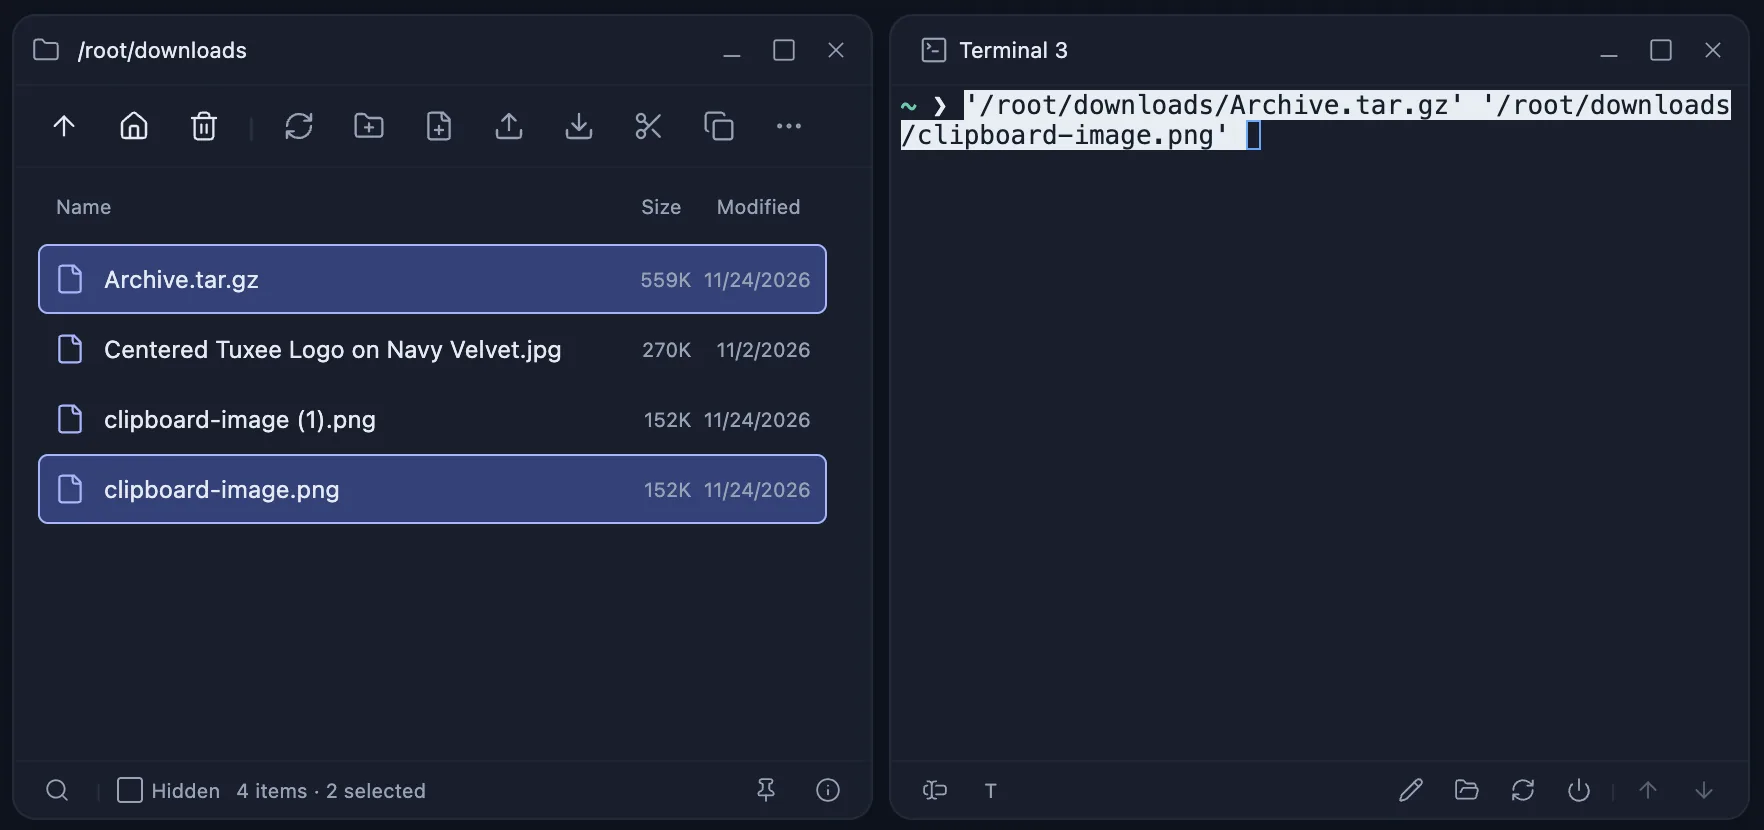 /root/downloads
Name Size Modified
Archive.tar.gz 559K 11/24/2026
Centered Tuxee Logo on Navy Velvet.jpg 270K 11/2/2026
clipboard-image (1).png 152K 11/24/2026
clipboard-image.png 152K 11/24/2026
Hidden 4 items · 2 selected
Terminal 3
~ ❯ '/root/downloads/Archive.tar.gz' '/root/downloads
/clipboard-image.png'
T